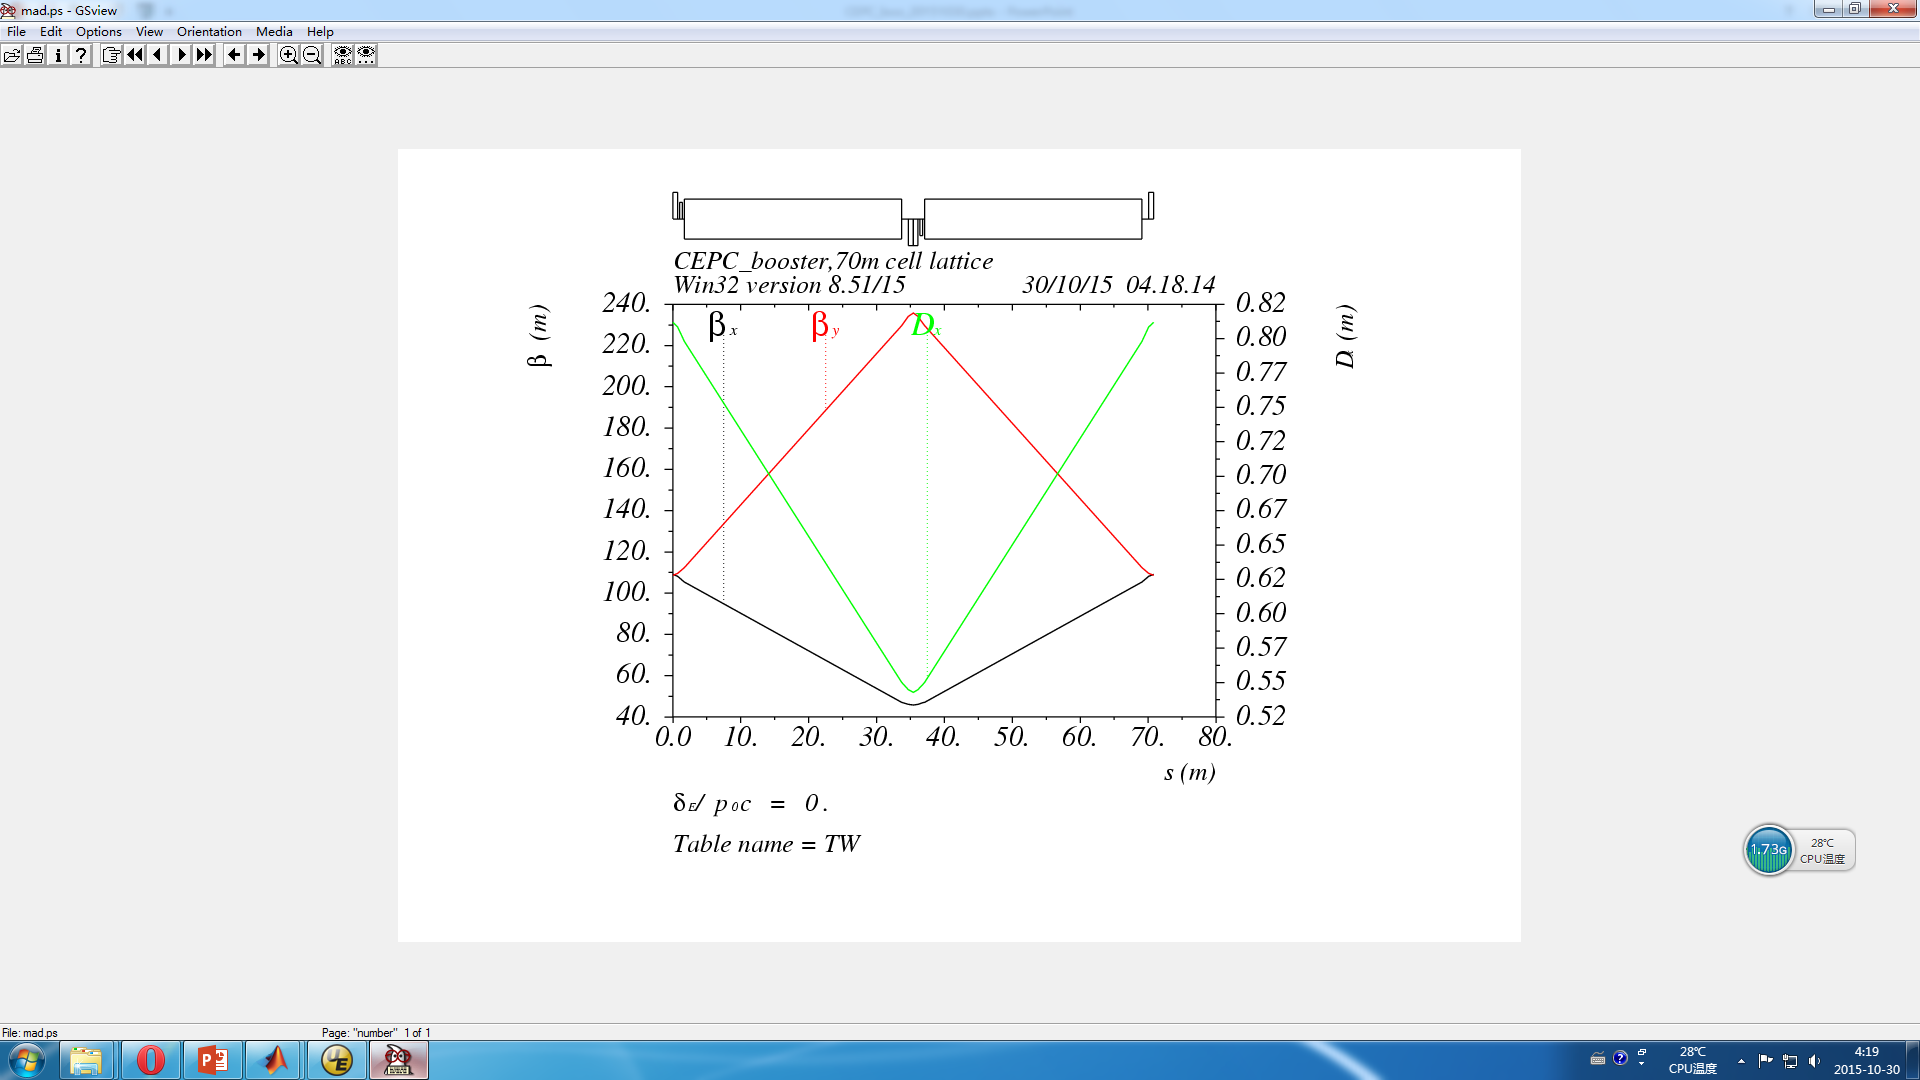 mad.ps - GSview
File Edit Options View Orientation Media Help
CEPC_booster,70m cell lattice
Win32 version 8.51/15 30/10/15 04.18.14
240. 0.82
220. 0.80
200. 0.77
180. 0.75
160. 0.72
140. 0.70
120. 0.67
100. 0.65
80. 0.62
60. 0.60
40. 0.57
0.55
0.52
β (m)
βx βy Dx
Dx (m)
0.0 10. 20. 30. 40. 50. 60. 70. 80.
s (m)
δE/ p0c = 0.
Table name = TW
1.73G
28℃
CPU温度
File: mad.ps Page: "number" 1 of 1
28℃
CPU温度
4:19
2015-10-30